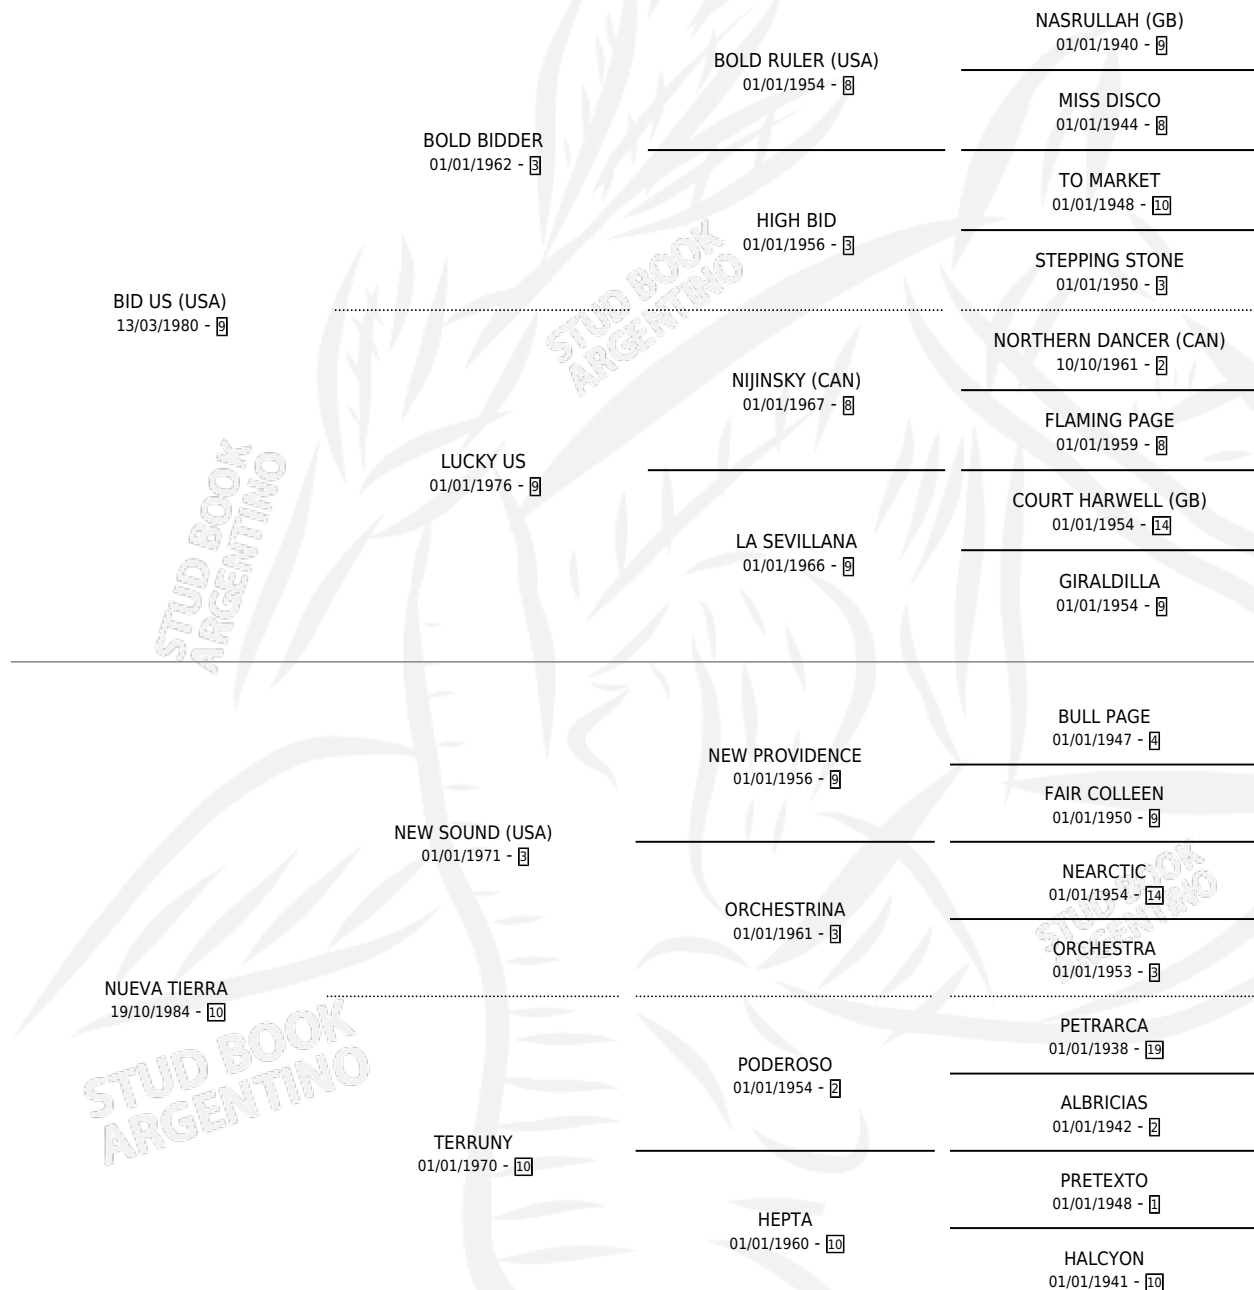 NASRULLAH (GB)
01/01/1940 - 9
BOLD RULER (USA)
01/01/1954 - 8
MISS DISCO
01/01/1944 - 8
BOLD BIDDER
01/01/1962 - 3
TO MARKET
01/01/1948 - 10
HIGH BID
01/01/1956 - 3
STEPPING STONE
01/01/1950 - 3
BID US (USA)
13/03/1980 - 9
STUD BOOK
ARGENTINO
NORTHERN DANCER (CAN)
10/10/1961 - 2
NIJINSKY (CAN)
01/01/1967 - 8
FLAMING PAGE
01/01/1959 - 8
LUCKY US
01/01/1976 - 9
COURT HARWELL (GB)
01/01/1954 - 14
LA SEVILLANA
01/01/1966 - 9
GIRALDILLA
01/01/1954 - 9
STUD BOOK
ARGENTINO
BULL PAGE
01/01/1947 - 4
NEW PROVIDENCE
01/01/1956 - 9
FAIR COLLEEN
01/01/1950 - 9
NEW SOUND (USA)
01/01/1971 - 3
NEARCTIC
01/01/1954 - 14
ORCHESTRINA
01/01/1961 - 3
ORCHESTRA
01/01/1953 - 3
STUD BOOK
ARGENTINO
NUEVA TIERRA
19/10/1984 - 10
PETRARCA
01/01/1938 - 19
PODEROSO
01/01/1954 - 2
ALBRICIAS
01/01/1942 - 2
STUD BOOK
ARGENTINO
TERRUNY
01/01/1970 - 10
PRETEXTO
01/01/1948 - 1
HEPTA
01/01/1960 - 10
HALCYON
01/01/1941 - 10